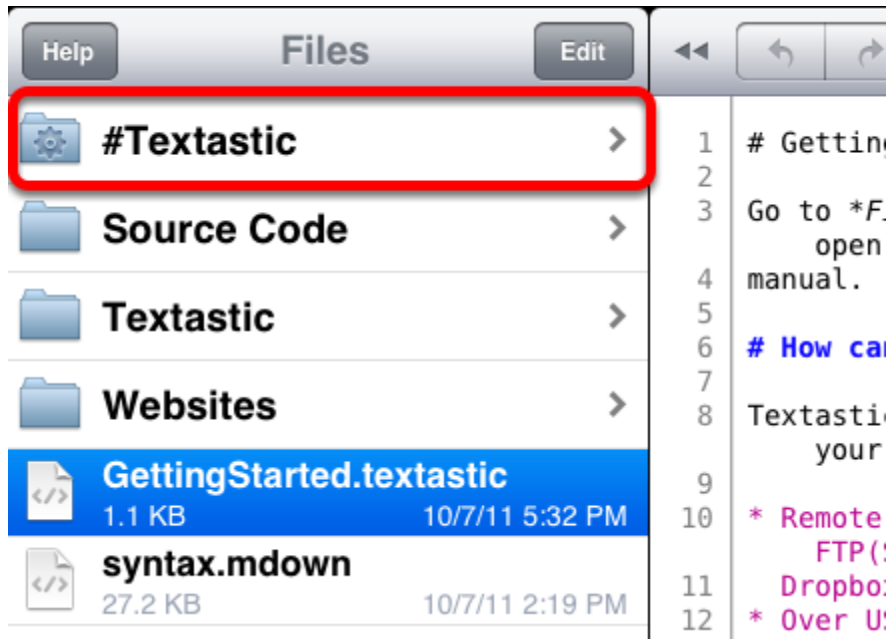 Help
Files
Edit
#Textastic
Source Code
Textastic
Websites
GettingStarted.textastic
1.1 KB 10/7/11 5:32 PM
syntax.mdown
27.2 KB 10/7/11 2:19 PM
1 #
2
3 Go to
open
4 manual.
5
6 # How
7
8
your
9
10 * Remote
11
12 * Over